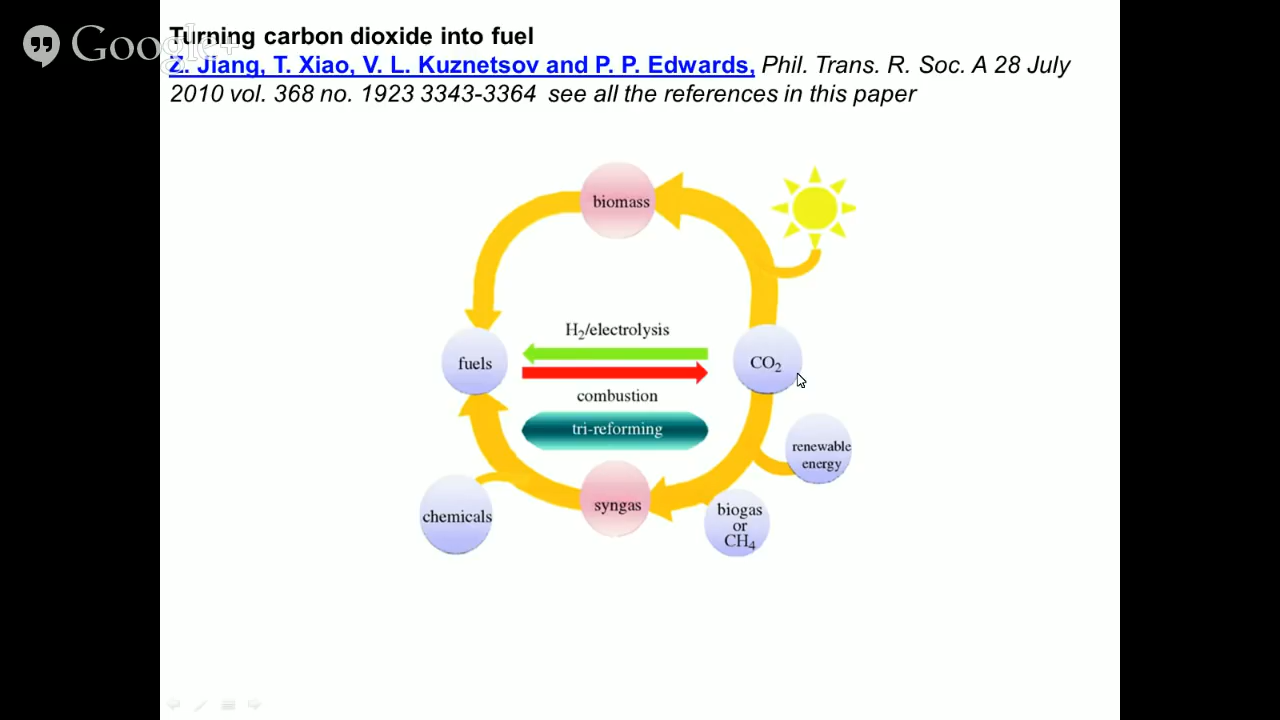 Google+
Turning carbon dioxide into fuel
Z. Jiang, T. Xiao, V. L. Kuznetsov and P. P. Edwards, Phil. Trans. R. Soc. A 28 July
2010 vol. 368 no. 1923 3343-3364 see all the references in this paper
biomass
H2/electrolysis
fuels
CO2
combustion
tri-reforming
renewable
energy
syngas
chemicals
biogas
or
CH4